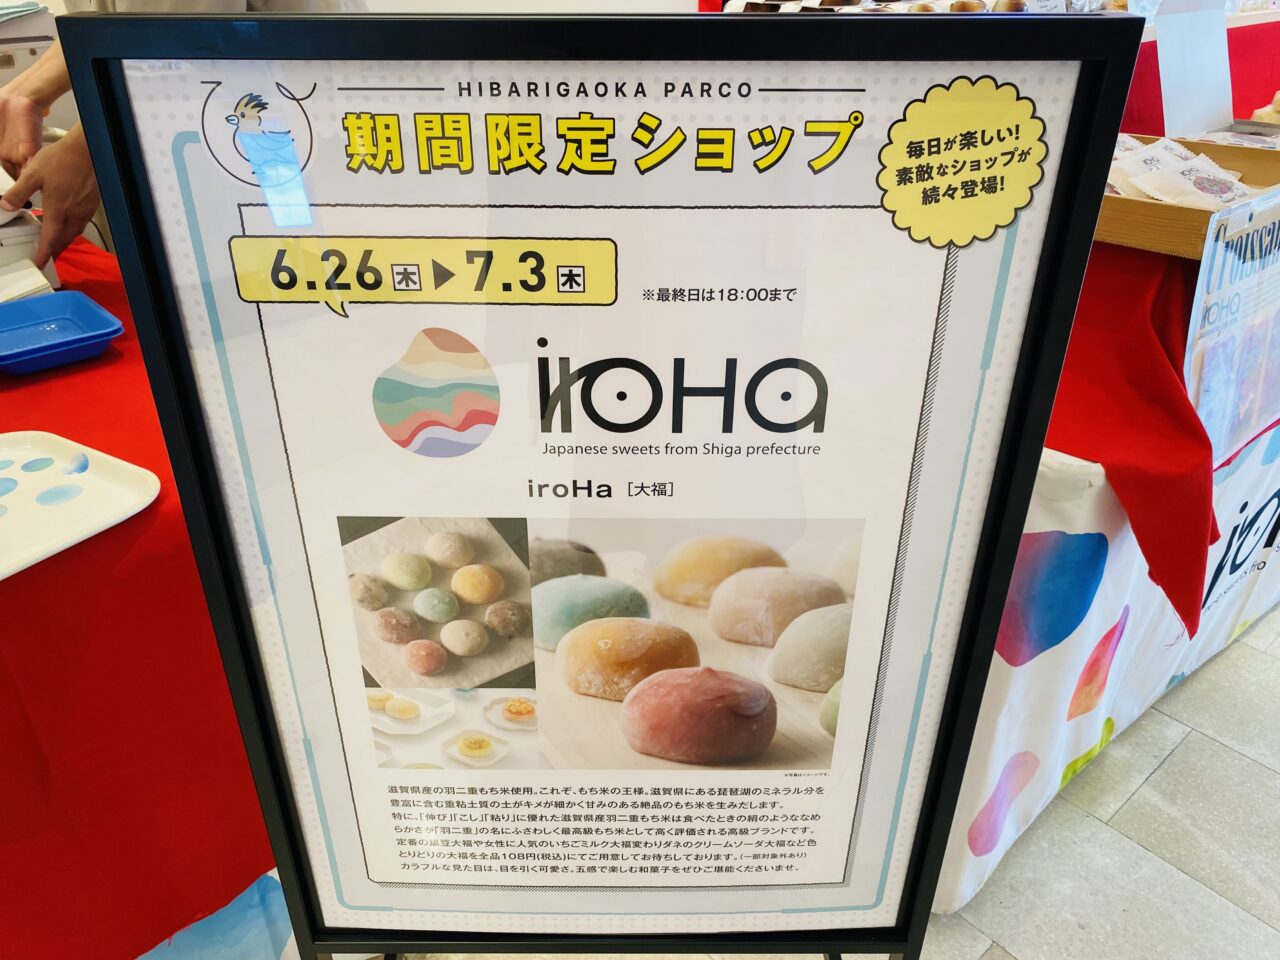 HIBARIGAOKA PARCO
期間限定ショップ
毎日が楽しい!
素敵なショップが
続々登場!
6.26木▶7.3木
※最終日は18:00まで
iroHa
Japanese sweets from Shiga prefecture
iroHa [大福]
※写真はイメージです。
滋賀県産の羽二重もち米使用。これぞ、もち米の王様。滋賀県にある琵琶湖のミネラル分を
豊富に含む重粘土質の土がキメが細かく甘みのある絶品のもち米を生みだします。
特に、「伸び」「こし」「粘り」に優れた滋賀県産羽二重もち米は食べたときの絹のようななめ
らかさが「羽二重」の名にふさわしく最高級もち米として高く評価される高級ブランドです。
定番の塩豆大福や女性に人気のいちごミルク大福変わりダネのクリームソーダ大福など色
とりどりの大福を全品108円(税込)にてご用意してお待ちしております。(一部対象外あり)
カラフルな見た目は、目を引く可愛さ。五感で楽しむ和菓子をぜひご堪能くださいませ。